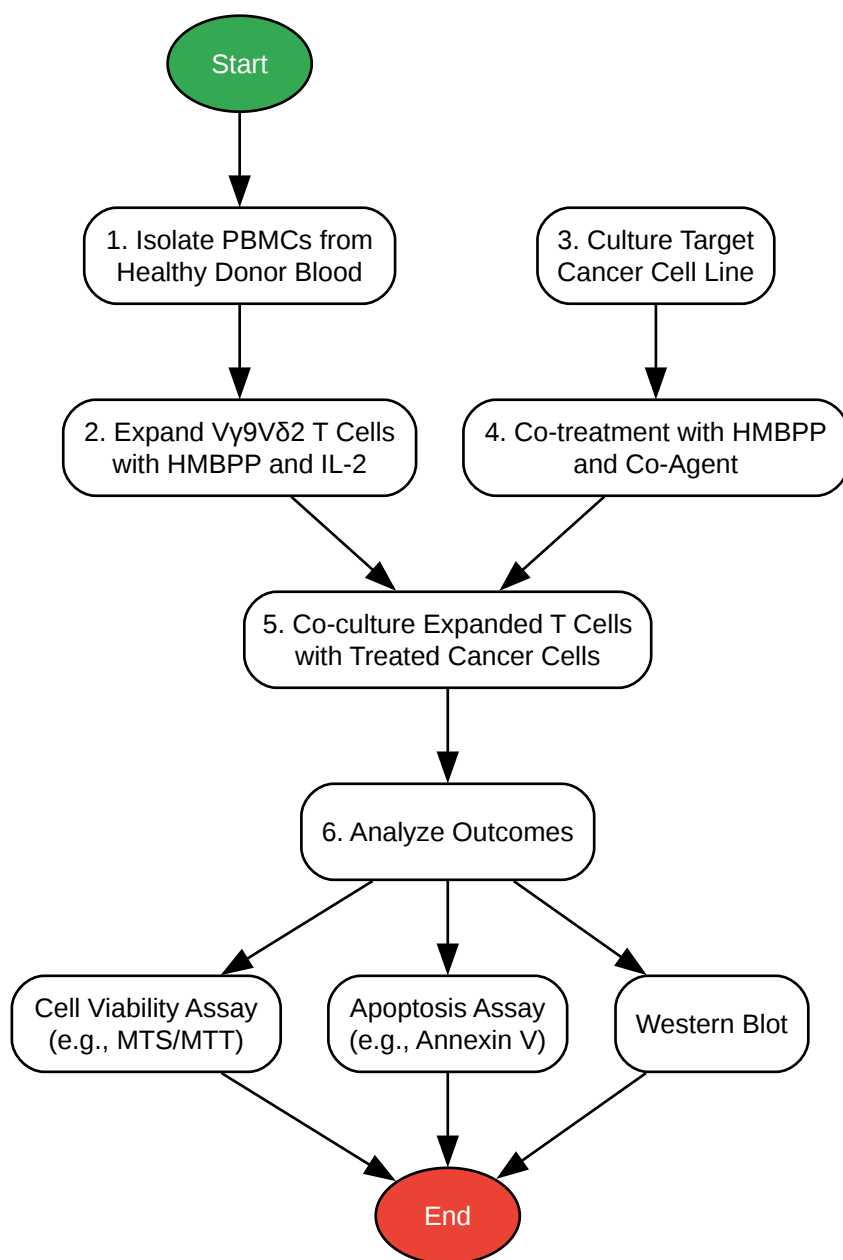 Start
1. Isolate PBMCs from
Healthy Donor Blood
3. Culture Target
Cancer Cell Line
2. Expand Vγ9Vδ2 T Cells
with HMBPP and IL-2
4. Co-treatment with HMBPP
and Co-Agent
5. Co-culture Expanded T Cells
with Treated Cancer Cells
6. Analyze Outcomes
Cell Viability Assay
(e.g., MTS/MTT)
Apoptosis Assay
(e.g., Annexin V)
Western Blot
End